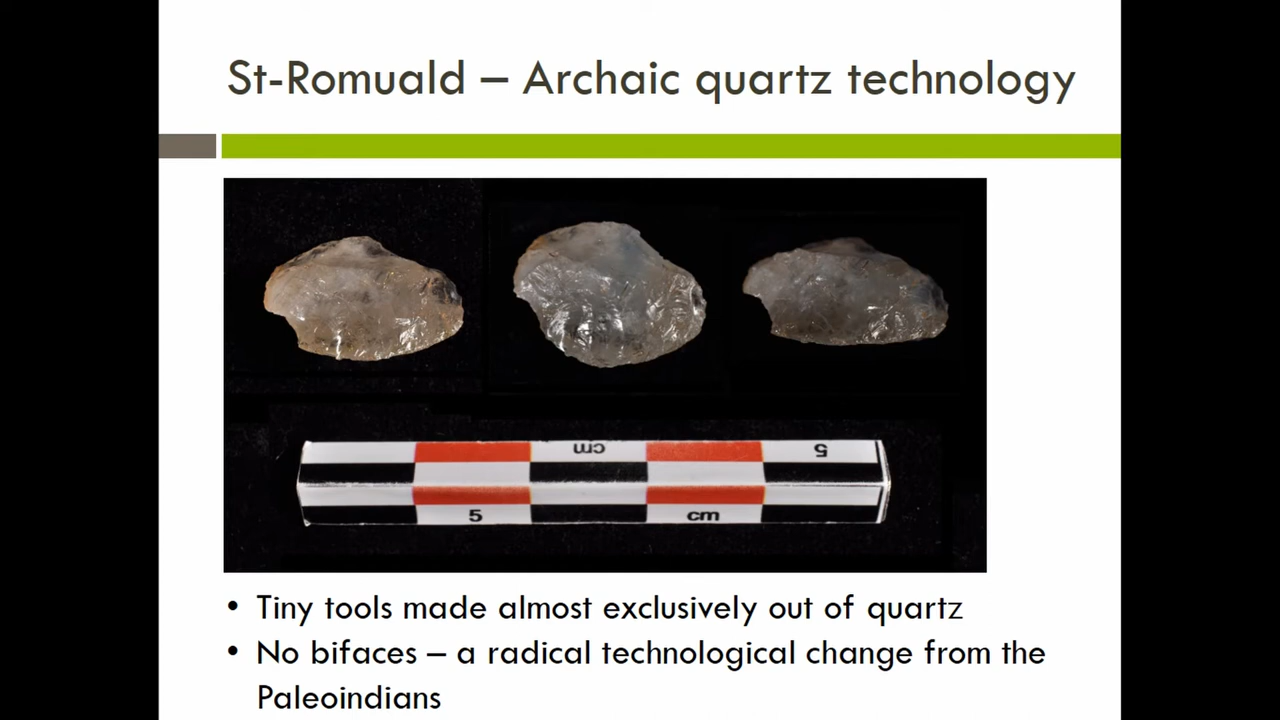 St-Romuald – Archaic quartz technology
cm 5
5 cm
• Tiny tools made almost exclusively out of quartz
• No bifaces – a radical technological change from the
Paleoindians